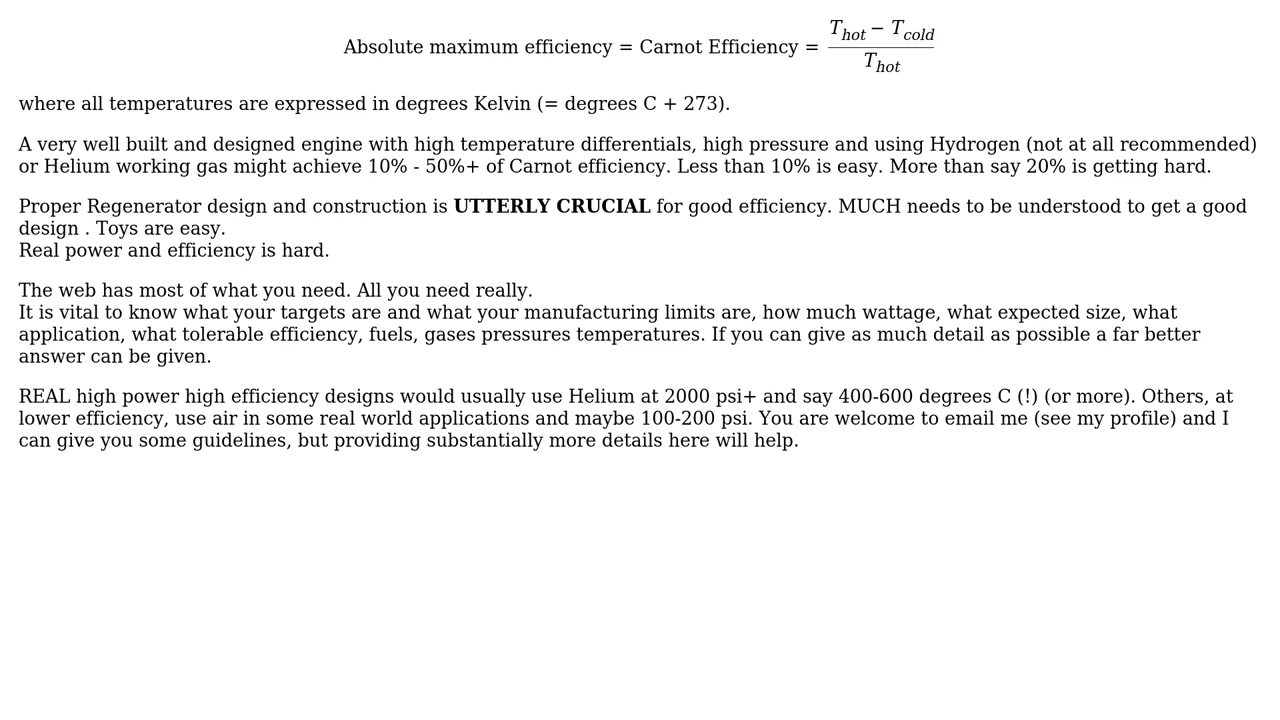 Absolute maximum efficiency = Carnot Efficiency = \frac{T_{hot} − T_{cold}}{T_{hot}}
where all temperatures are expressed in degrees Kelvin (= degrees C + 273).
A very well built and designed engine with high temperature differentials, high pressure and using Hydrogen (not at all recommended)
or Helium working gas might achieve 10% - 50%+ of Carnot efficiency. Less than 10% is easy. More than say 20% is getting hard.
Proper Regenerator design and construction is UTTERLY CRUCIAL for good efficiency. MUCH needs to be understood to get a good
design . Toys are easy.
Real power and efficiency is hard.
The web has most of what you need. All you need really.
It is vital to know what your targets are and what your manufacturing limits are, how much wattage, what expected size, what
application, what tolerable efficiency, fuels, gases pressures temperatures. If you can give as much detail as possible a far better
answer can be given.
REAL high power high efficiency designs would usually use Helium at 2000 psi+ and say 400-600 degrees C (!) (or more). Others, at
lower efficiency, use air in some real world applications and maybe 100-200 psi. You are welcome to email me (see my profile) and I
can give you some guidelines, but providing substantially more details here will help.